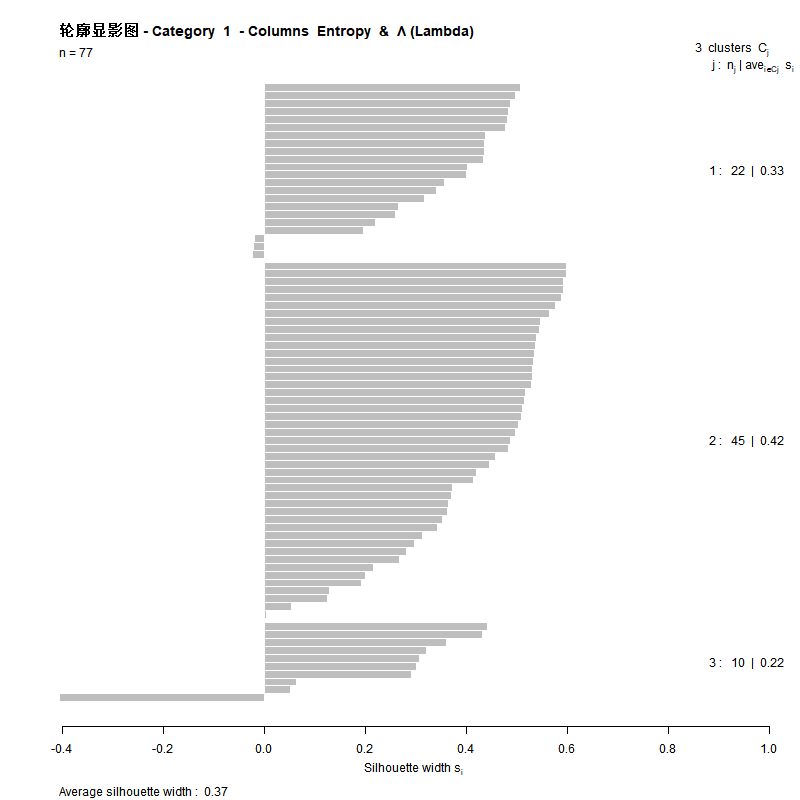 轮廓显影图 - Category 1 - Columns Entropy & Λ (Lambda)
n = 77
3 clusters Cj
j : nj | avei∈Cj si
1 : 22 | 0.33
2 : 45 | 0.42
3 : 10 | 0.22
-0.4 -0.2 0.0 0.2 0.4 0.6 0.8 1.0
Silhouette width si
Average silhouette width : 0.37